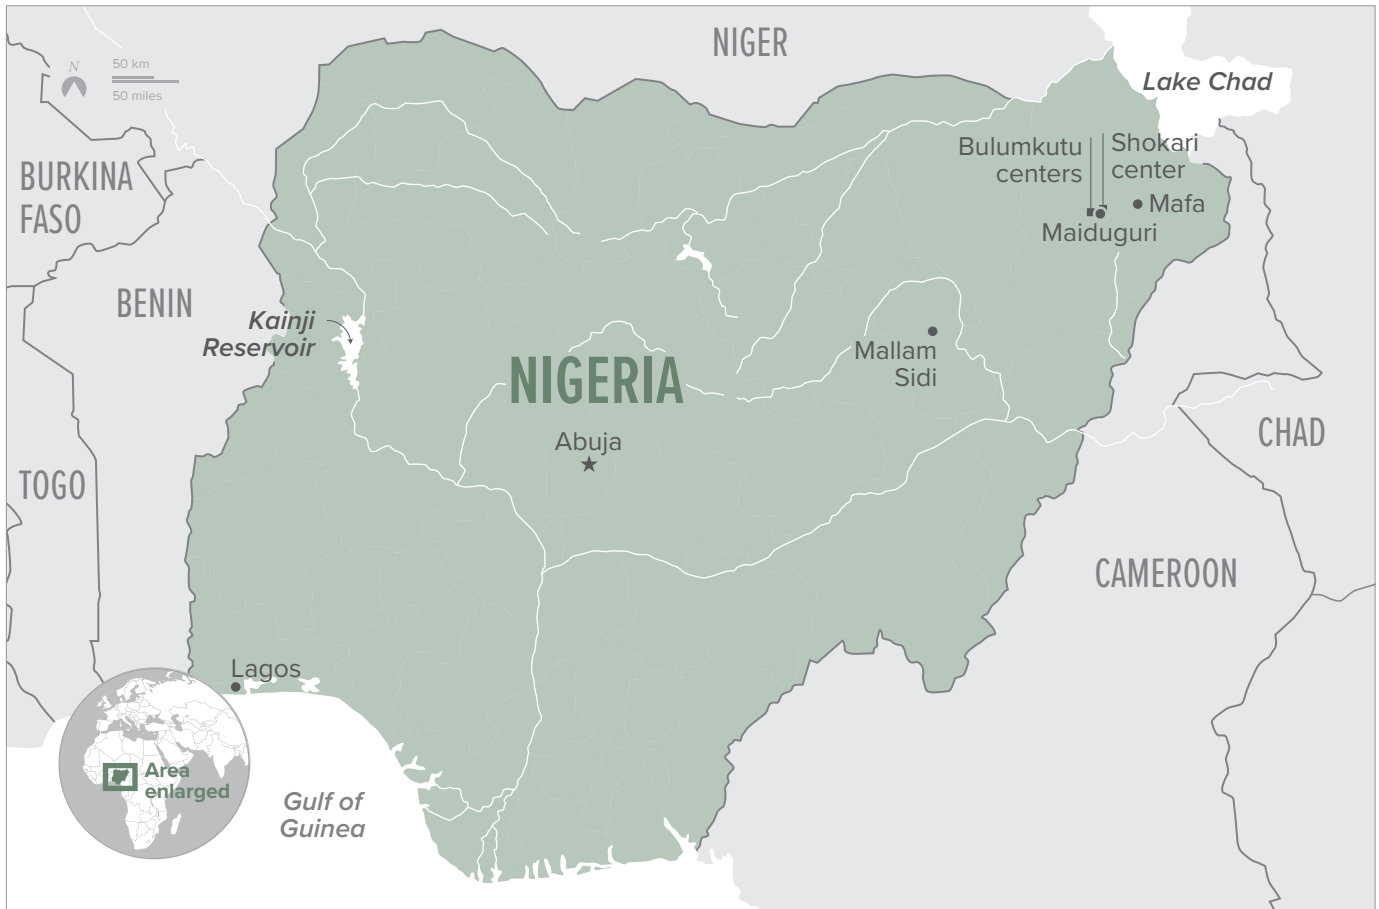 NIGER
N
50 km
50 miles
Lake Chad
Bulumkutu
centers
Shokari
center
BURKINA
FASO
Mafa
Maiduguri
BENIN
Kainji
Reservoir
Mallam
Sidi
NIGERIA
CHAD
Abuja
TOGO
CAMEROON
Lagos
Area
enlarged
Gulf of
Guinea